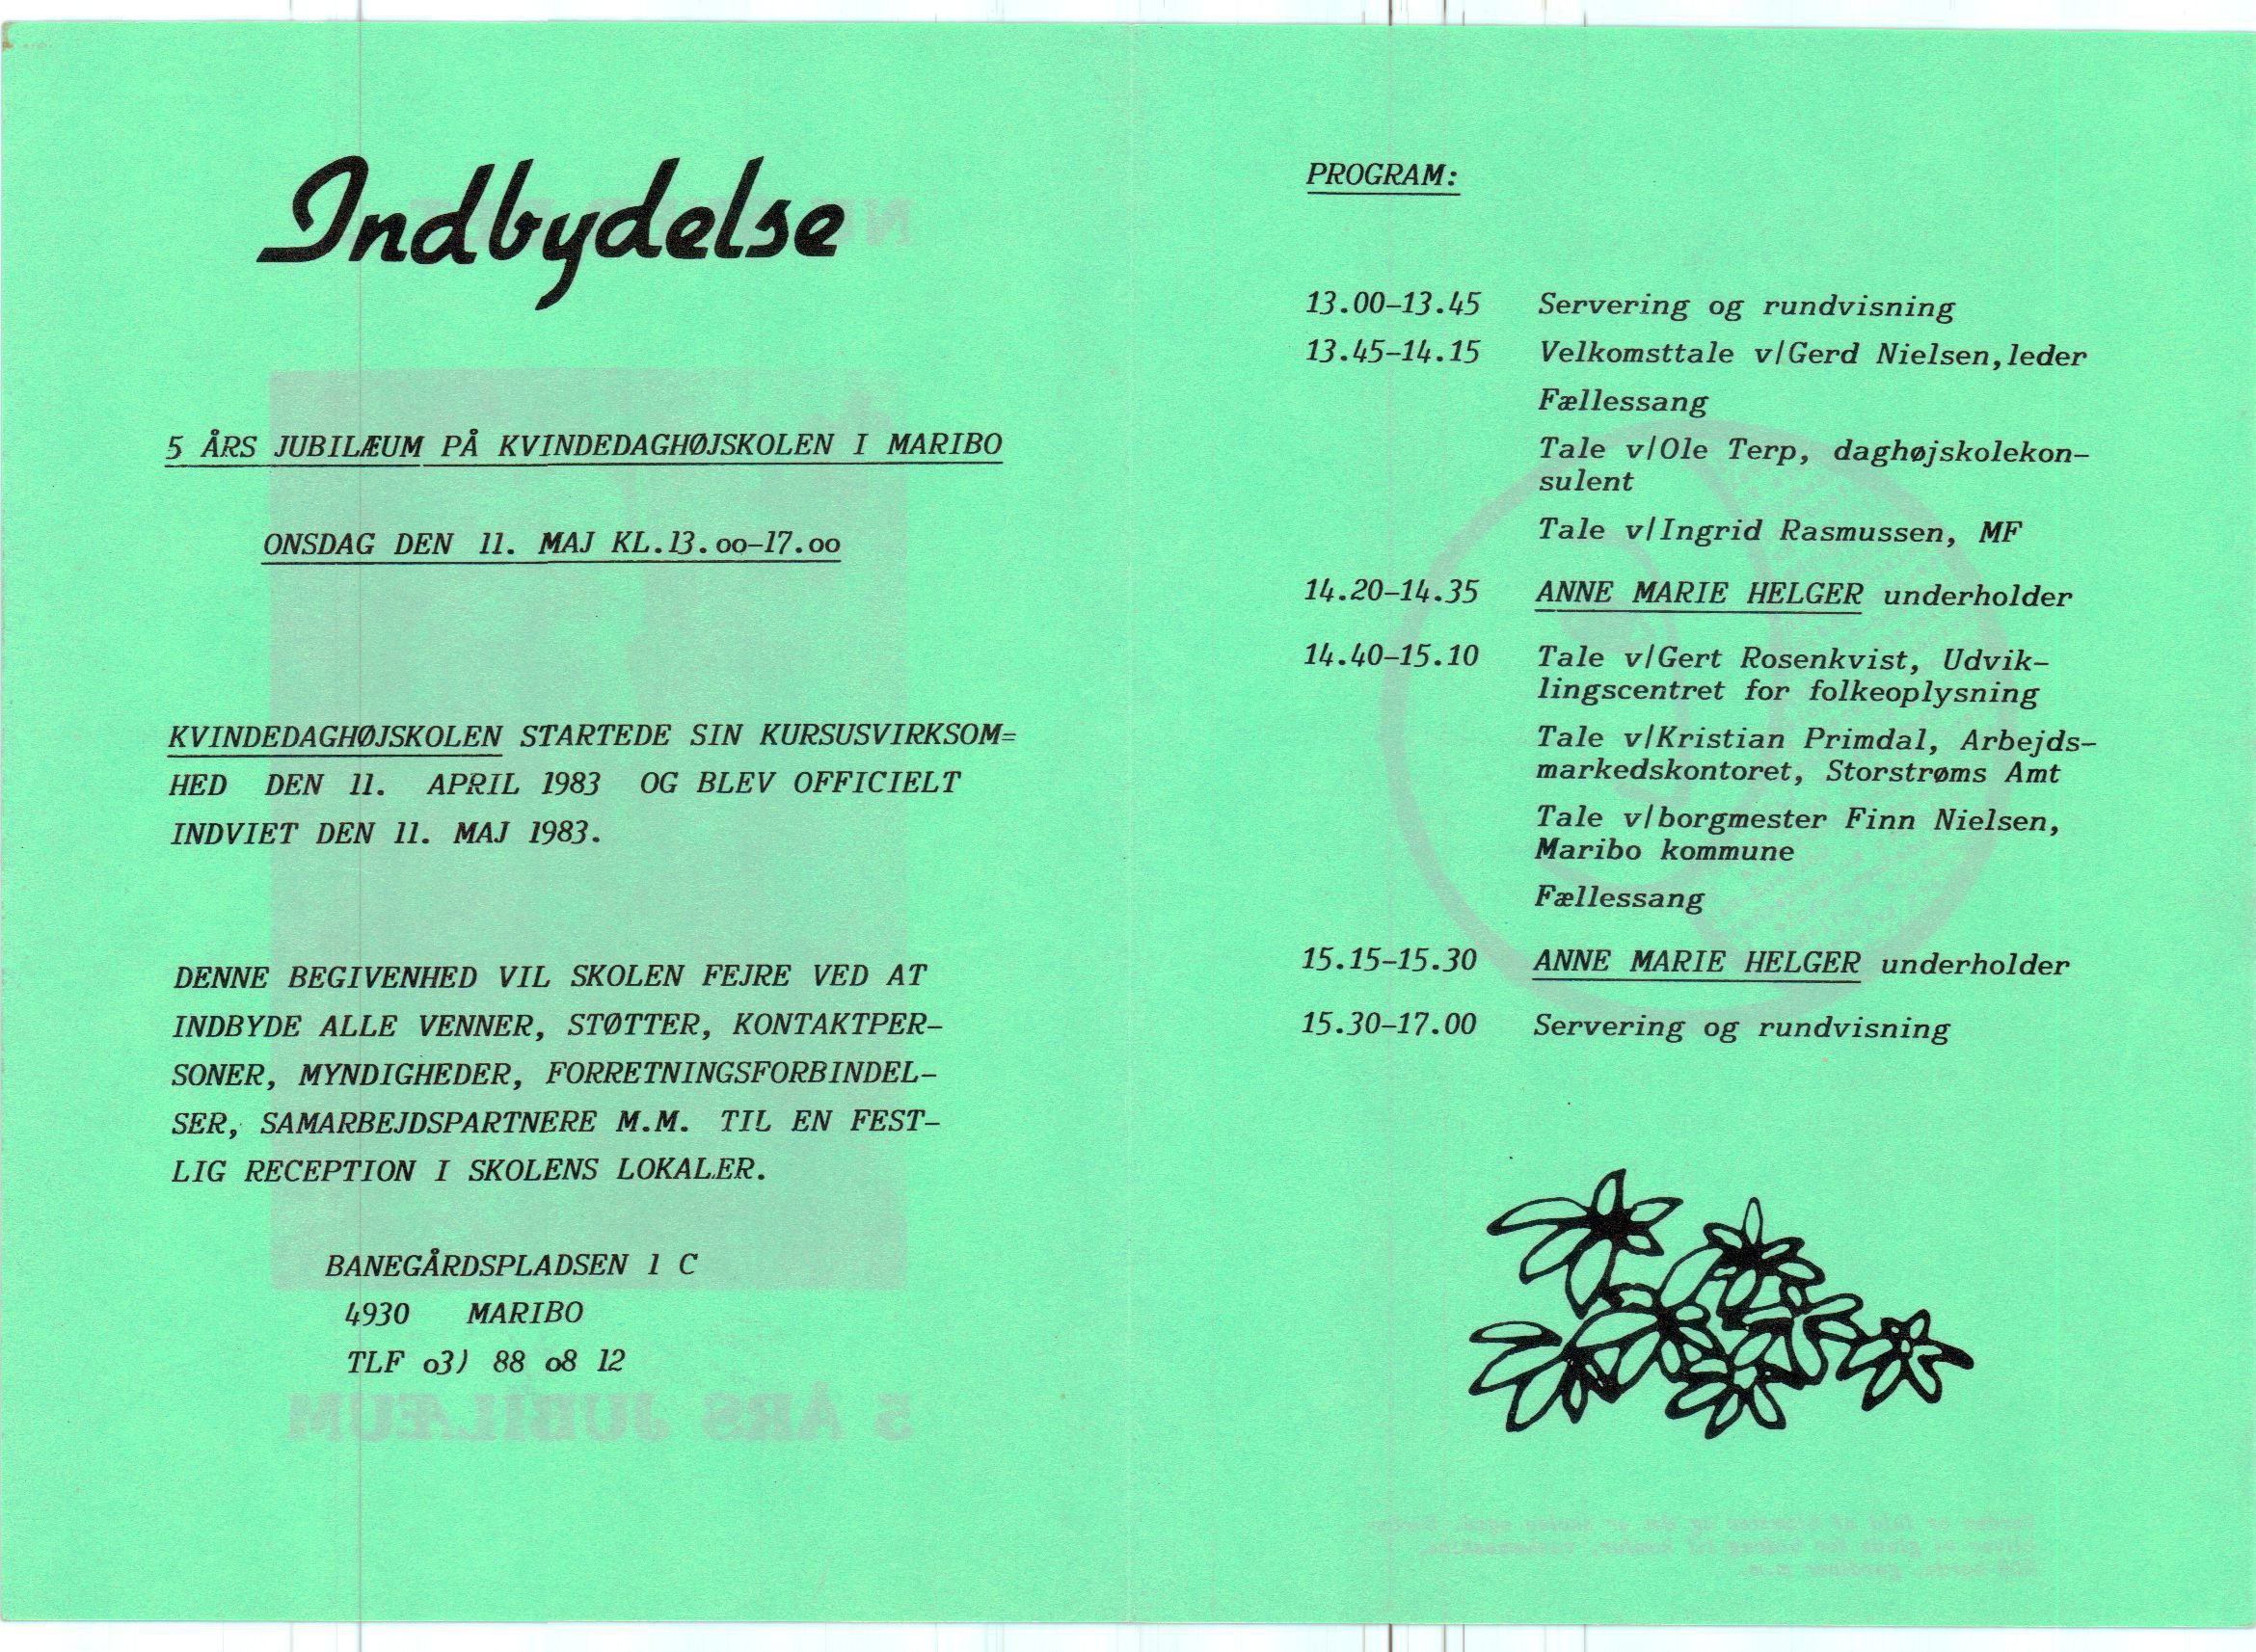 Indbydelse
5 ÅRS JUBILÆUM PÅ KVINDEDAGHØJSKOLEN I MARIBO
ONSDAG DEN 11. MAJ KL.13.oo-17.oo
KVINDEDAGHØJSKOLEN STARTEDE SIN KURSUSVIRKSOM=
HED DEN 11. APRIL 1983 OG BLEV OFFICIELT
INDVIET DEN 11. MAJ 1983.
DENNE BEGIVENHED VIL SKOLEN FEJRE VED AT
INDBYDE ALLE VENNER, STØTTER, KONTAKTPER-
SONER, MYNDIGHEDER, FORRETNINGSFORBINDEL-
SER, SAMARBEJDSPARTNERE M.M. TIL EN FEST-
LIG RECEPTION I SKOLENS LOKALER.
BANEGÅRDSPLADSEN 1 C
4930 MARIBO
TLF o3) 88 o8 12
5 ÅRS JUBILÆUM
PROGRAM:
13.00-13.45 Servering og rundvisning
13.45-14.15 Velkomsttale v/Gerd Nielsen,leder
Fællessang
Tale v/Ole Terp, daghøjskolekon-
sulent
Tale v/Ingrid Rasmussen, MF
14.20-14.35 ANNE MARIE HELGER underholder
14.40-15.10 Tale v/Gert Rosenkvist, Udvik-
lingscentret for folkeoplysning
Tale v/Kristian Primdal, Arbejds-
markedskontoret, Storstrøms Amt
Tale v/borgmester Finn Nielsen,
Maribo kommune
Fællessang
15.15-15.30 ANNE MARIE HELGER underholder
15.30-17.00 Servering og rundvisning